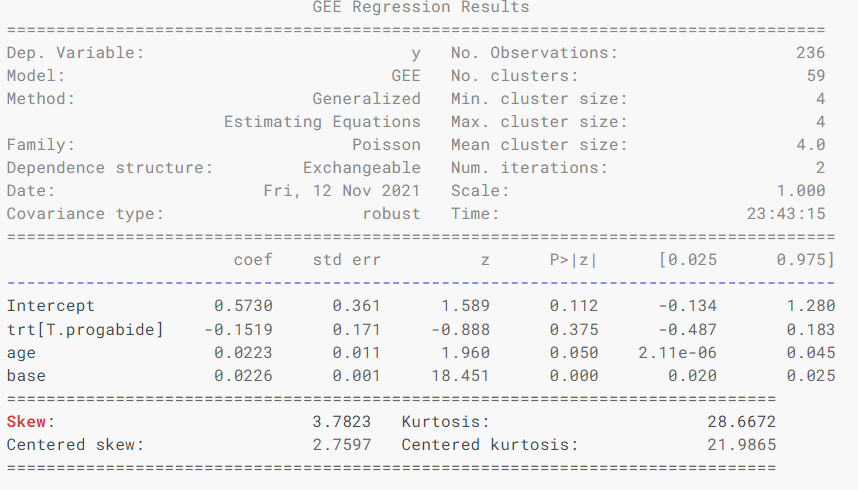 GEE Regression Results
==================================================================================
Dep. Variable: y No. Observations: 236
Model: GEE No. clusters: 59
Method: Generalized Min. cluster size: 4
Estimating Equations Max. cluster size: 4
Family: Poisson Mean cluster size: 4.0
Dependence structure: Exchangeable Num. iterations: 2
Date: Fri, 12 Nov 2021 Scale: 1.000
Covariance type: robust Time: 23:43:15
===================================================================================
coef std err z P>|z| [0.025 0.975]
-----------------------------------------------------------------------------------
Intercept 0.5730 0.361 1.589 0.112 -0.134 1.280
trt[T.progabide] -0.1519 0.171 -0.888 0.375 -0.487 0.183
age 0.0223 0.011 1.960 0.050 2.11e-06 0.045
base 0.0226 0.001 18.451 0.000 0.020 0.025
=============================================================================
Skew: 3.7823 Kurtosis: 28.6672
Centered skew: 2.7597 Centered kurtosis: 21.9865
=============================================================================